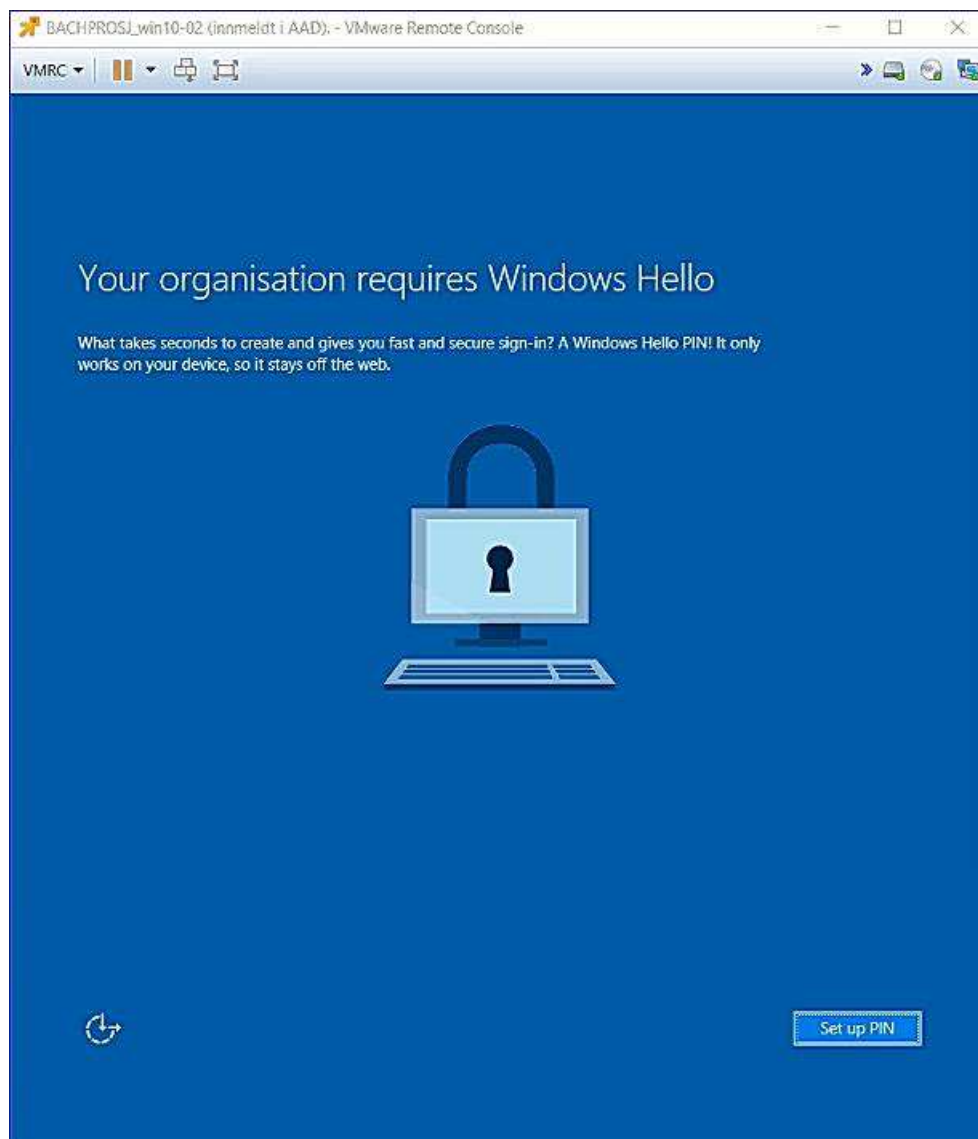 BACHPROSJ_win10-02 (innmeldt i AAD). - VMware Remote Console
VMRC
Your organisation requires Windows Hello
What takes seconds to create and gives you fast and secure sign-in? A Windows Hello PIN! It only
works on your device, so it stays off the web.
Set up PIN